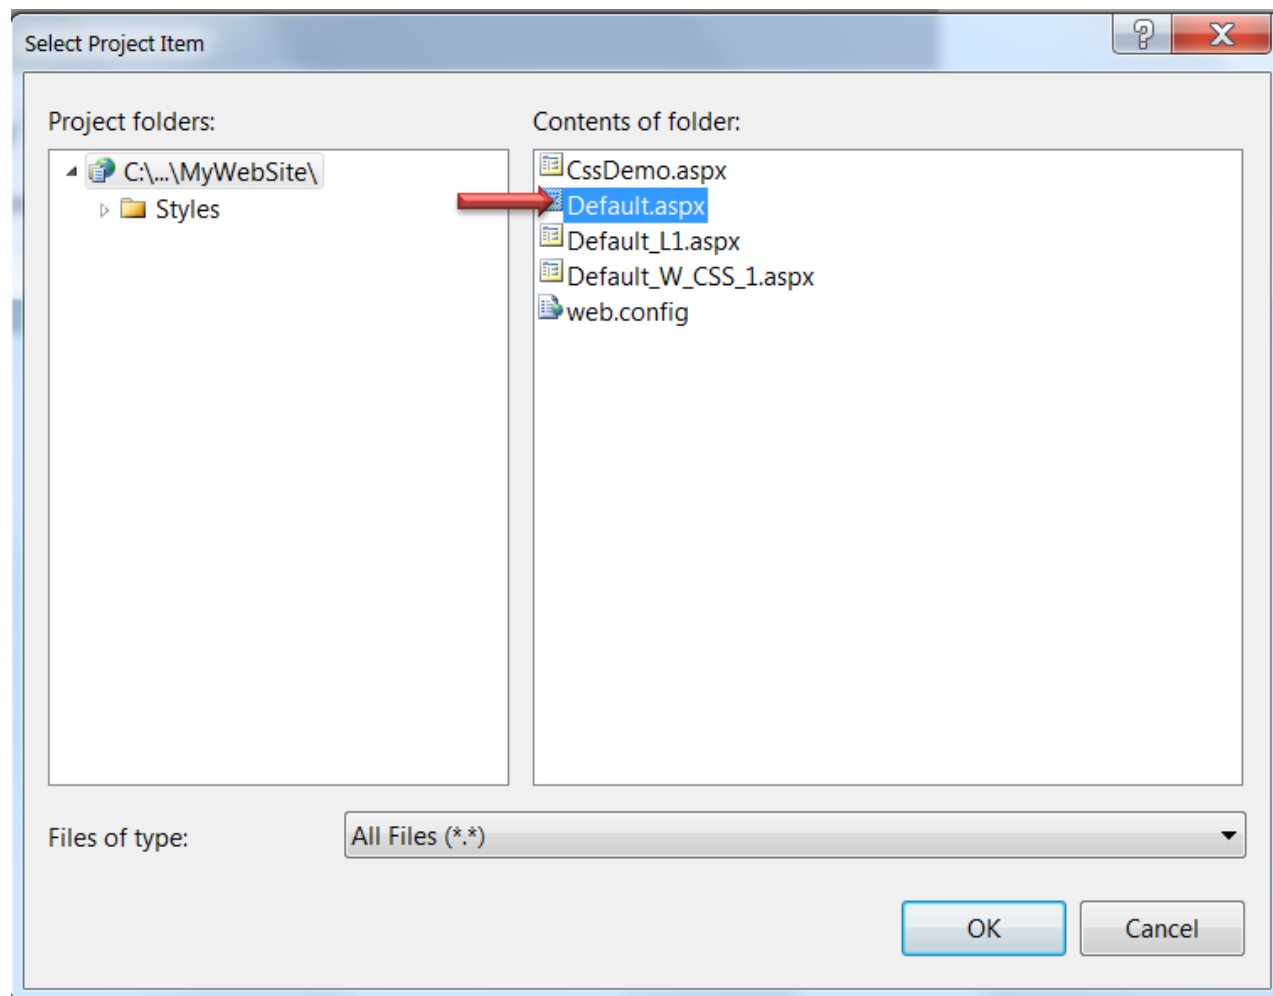 Select Project Item
Project folders:
C:\...\MyWebSite\
Styles
Contents of folder:
CssDemo.aspx
Default.aspx
Default_L1.aspx
Default_W_CSS_1.aspx
web.config
Files of type:
All Files (*.*)
OK
Cancel